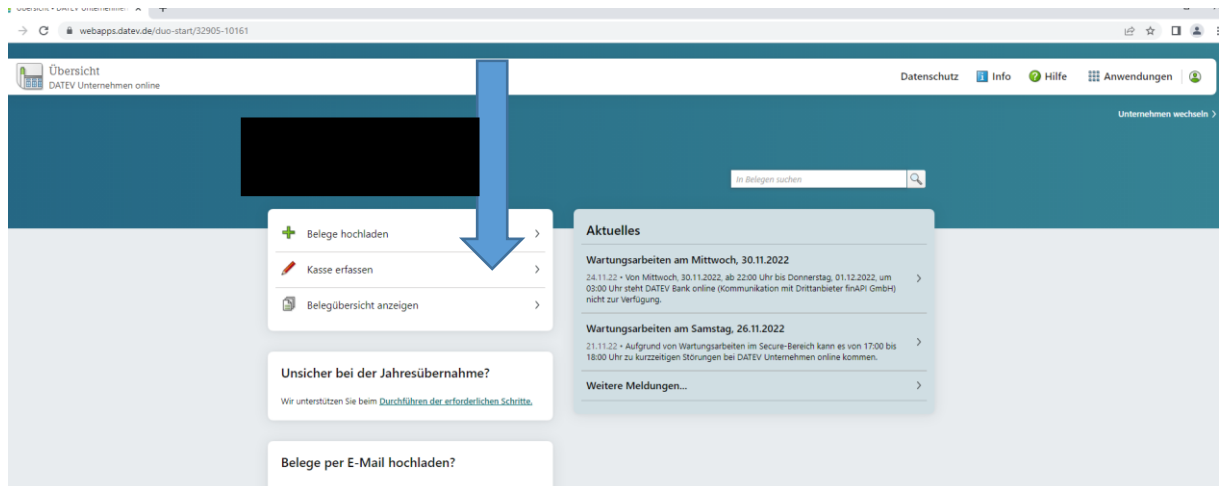 Übersicht • DATEV Unternehmen
webapps.datev.de/duo-start/32905-10161
Übersicht
DATEV Unternehmen online
Datenschutz
Info
Hilfe
Anwendungen
Unternehmen wechseln
In Belegen suchen
Belege hochladen
Kasse erfassen
Belegübersicht anzeigen
Unsicher bei der Jahresübernahme?
Wir unterstützen Sie beim Durchführen der erforderlichen Schritte.
Belege per E-Mail hochladen?
Aktuelles
Wartungsarbeiten am Mittwoch, 30.11.2022
24.11.22 • Von Mittwoch, 30.11.2022, ab 22:00 Uhr bis Donnerstag, 01.12.2022, um
03:00 Uhr steht DATEV Bank online (Kommunikation mit Drittanbieter finAPI GmbH)
nicht zur Verfügung.
Wartungsarbeiten am Samstag, 26.11.2022
21.11.22 • Aufgrund von Wartungsarbeiten im Secure-Bereich kann es von 17:00 bis
18:00 Uhr zu kurzzeitigen Störungen bei DATEV Unternehmen online kommen.
Weitere Meldungen...